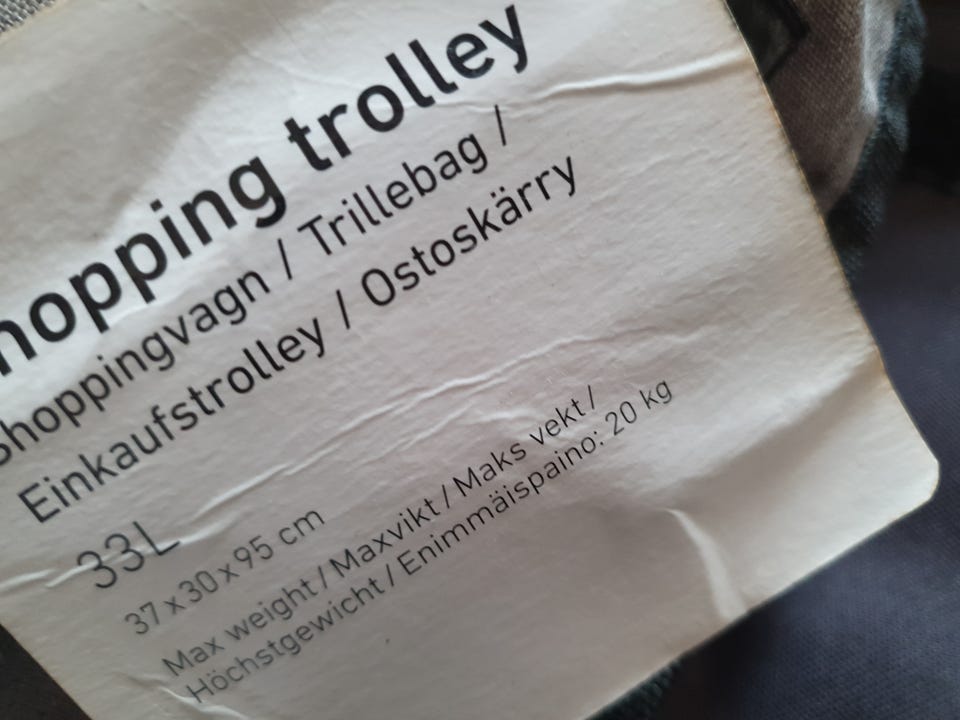 hopping trolley
Shoppingvagn / Trillebag /
Einkaufstrolley / Ostoskärry
33L
37 x 30 x 95 cm
Max weight / Maxvikt / Maks vekt /
Höchstgewicht / Enimmäispaino: 20 kg